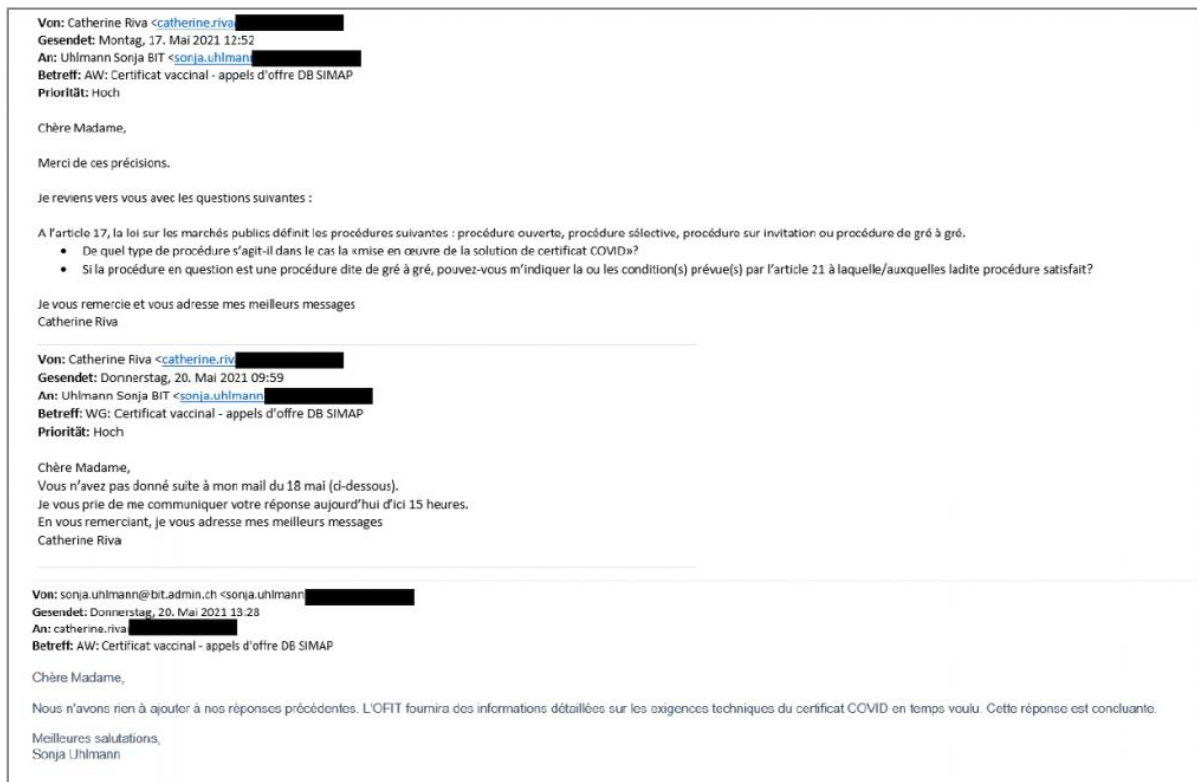 Von: Catherine Riva <catherine.riva
Gesendet: Montag, 17. Mai 2021 12:52
An: Uhlmann Sonja BIT <sonja.uhlmann
Betreff: AW: Certificat vaccinal - appels d'offre DB SIMAP
Priorität: Hoch
Chère Madame,
Merci de ces précisions.
Je reviens vers vous avec les questions suivantes :
A l'article 17, la loi sur les marchés publics définit les procédures suivantes : procédure ouverte, procédure sélective, procédure sur invitation ou procédure de gré à gré.
• De quel type de procédure s'agit-il dans le cas la «mise en œuvre de la solution de certificat COVID»?
• Si la procédure en question est une procédure dite de gré à gré, pouvez-vous m'indiquer la ou les condition(s) prévue(s) par l'article 21 à laquelle/auxquelles ladite procédure satisfait?
Je vous remercie et vous adresse mes meilleurs messages
Catherine Riva
Von: Catherine Riva <catherine.riv
Gesendet: Donnerstag, 20. Mai 2021 09:59
An: Uhlmann Sonja BIT <sonja.uhlmann
Betreff: WG: Certificat vaccinal - appels d'offre DB SIMAP
Priorität: Hoch
Chère Madame,
Vous n'avez pas donné suite à mon mail du 18 mai (ci-dessous).
Je vous prie de me communiquer votre réponse aujourd'hui d'ici 15 heures.
En vous remerciant, je vous adresse mes meilleurs messages
Catherine Riva
Von: sonja.uhlmann@bit.admin.ch <sonja.uhlmann
Gesendet: Donnerstag, 20. Mai 2021 13:28
An: catherine.riva
Betreff: AW: Certificat vaccinal - appels d'offre DB SIMAP
Chère Madame,
Nous n'avons rien à ajouter à nos réponses précédentes. L'OFIT fournira des informations détaillées sur les exigences techniques du certificat COVID en temps voulu. Cette réponse est concluante.
Meilleures salutations,
Sonja Uhlmann